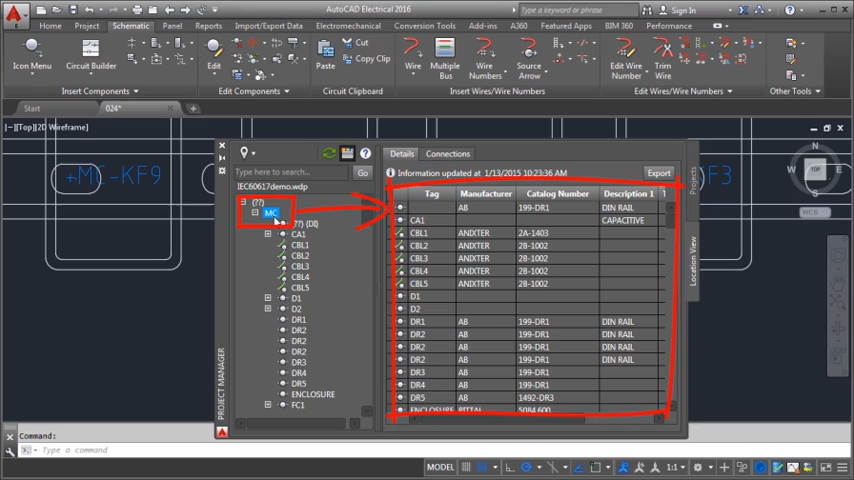 AutoCAD Electrical 2016
Type a keyword or phrase
Sign In
Home Project Schematic Panel Reports Import/Export Data Electromechanical Conversion Tools Add-ins A360 Featured Apps BIM 360 Performance
Icon Menu
Circuit Builder
Edit
Paste
Cut
Copy Clip
Wire
Multiple Bus
Wire Numbers
Source Arrow
Edit Wire Number
Trim Wire
Insert Components
Edit Components
Circuit Clipboard
Insert Wires/Wire Numbers
Edit Wires/Wire Numbers
Other Tools
Start
024*
[−][Top][2D Wireframe]
+MC-KF9
KF3
N
W
TOP
E
S
WCS
Type here to search...
Go
IEC60617demo.wdp
(??)
MC
(??) (DI)
CA1
CBL1
CBL2
CBL3
CBL4
CBL5
D1
D2
DR1
DR2
DR2
DR2
DR3
DR4
DR5
ENCLOSURE
FC1
PROJECT MANAGER
Details
Connections
Information updated at 1/13/2015 10:23:36 AM
Export
Tag Manufacturer Catalog Number Description 1
AB 199-DR1 DIN RAIL
CA1 CAPACITIVE
CBL1 ANIXTER 2A-1403
CBL2 ANIXTER 2B-1002
CBL3 ANIXTER 2B-1002
CBL4 ANIXTER 2B-1002
CBL5 ANIXTER 2B-1002
D1
D2
DR1 AB 199-DR1 DIN RAIL
DR2 AB 199-DR1 DIN RAIL
DR2 AB 199-DR1 DIN RAIL
DR2 AB 199-DR1 DIN RAIL
DR3 AB 199-DR1
DR4 AB 199-DR1
DR5 AB 1492-DR3
ENCLOSURE RITTAL 5084.600
Projects
Location View
Command:
Type a command
MODEL
1:1